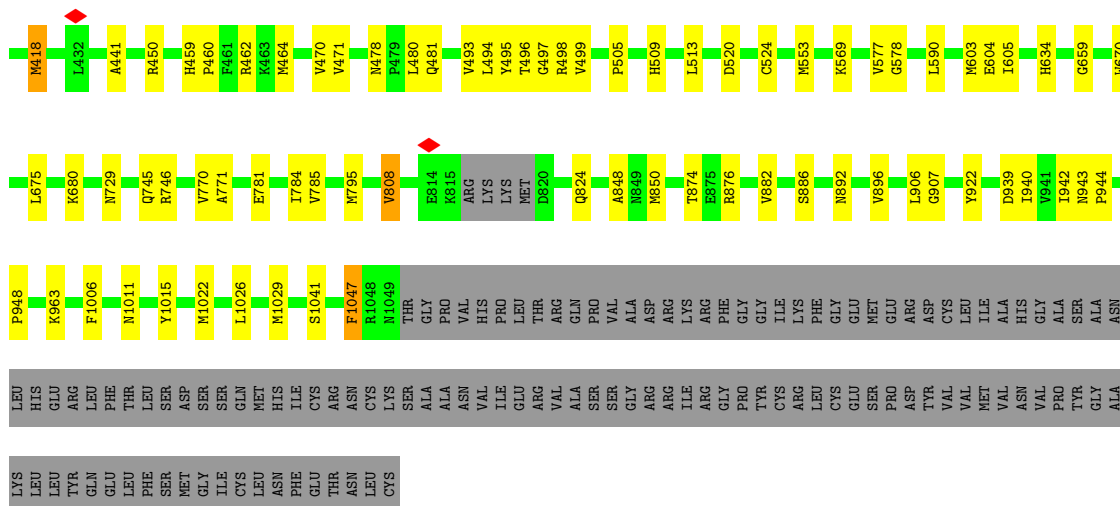 M418 L432 A441 R450 H459 P460 F461 R462 K463 M464 V470 V471 N478 P479 L480 Q481 V493 L494 Y495 T496 G497 R498 V499 P505 H509 L513 D520 C524 M553 K569 V577 G578 L590 M603 E604 I605 H634 G659
L675 K680 N729 Q745 R746 V770 A771 E781 I784 V785 M795 V808 E814 K815 ARG LYS LYS MET D820 Q824 A848 N849 M850 T874 E875 R876 V882 S886 N892 V896 L906 G907 Y922 D939 I940 V941 I942 N943 P944
P948 K963 F1006 N1011 Y1015 M1022 L1026 M1029 S1041 F1047 R1048 N1049 THR GLY PRO VAL HIS PRO LEU THR ARG GLN PRO VAL ALA ASP ARG LYS ARG PHE GLY GLY ILE LYS PHE GLY GLU MET GLU ARG ASP CYS LEU ILE ALA HIS GLY ALA SER ALA ASN
LEU HIS GLU ARG LEU PHE THR LEU SER ASP SER SER GLN MET HIS ILE CYS ARG ASN CYS LYS SER ALA ALA ASN VAL ILE GLU ARG VAL ALA SER SER GLY ARG ARG ILE ARG GLY PRO TYR CYS ARG LEU CYS GLU SER PRO ASP TYR VAL VAL MET VAL ASN VAL PRO TYR GLY ALA
LYS LEU LEU TYR GLN GLU LEU PHE SER MET GLY ILE CYS LEU ASN PHE GLU THR ASN LEU CYS